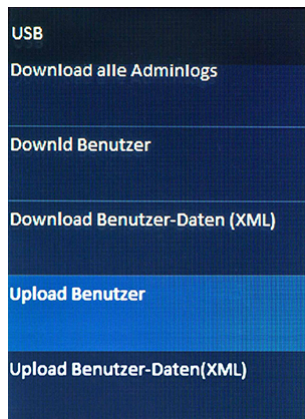 USB
Download alle Adminlogs
Downld Benutzer
Download Benutzer-Daten (XML)
Upload Benutzer
Upload Benutzer-Daten(XML)